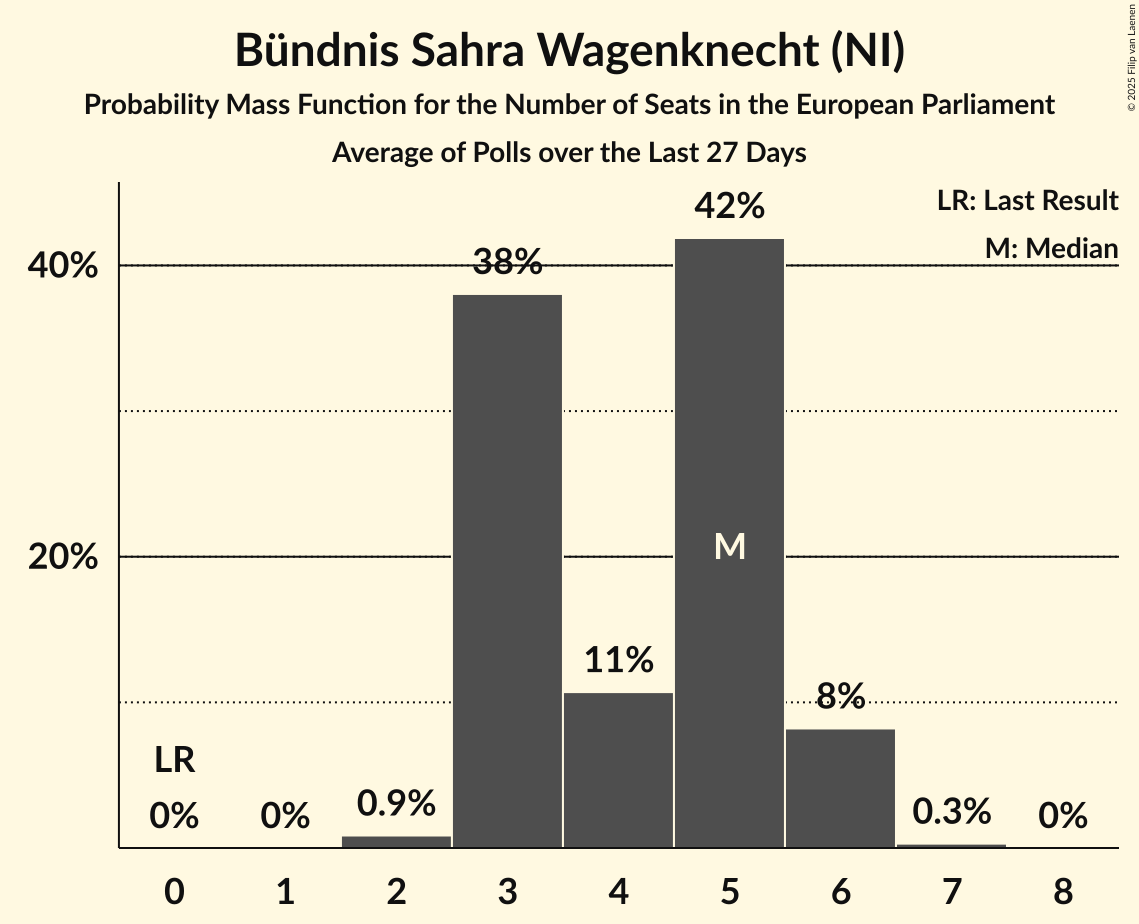 Bündnis Sahra Wagenknecht (NI)
Probability Mass Function for the Number of Seats in the European Parliament
Average of Polls over the Last 27 Days
© 2025 Filip van Laenen
LR: Last Result
M: Median
42%
38%
40%
M
20%
11%
8%
LR
0%
0%
0.9%
0.3%
0%
0 1 2 3 4 5 6 7 8